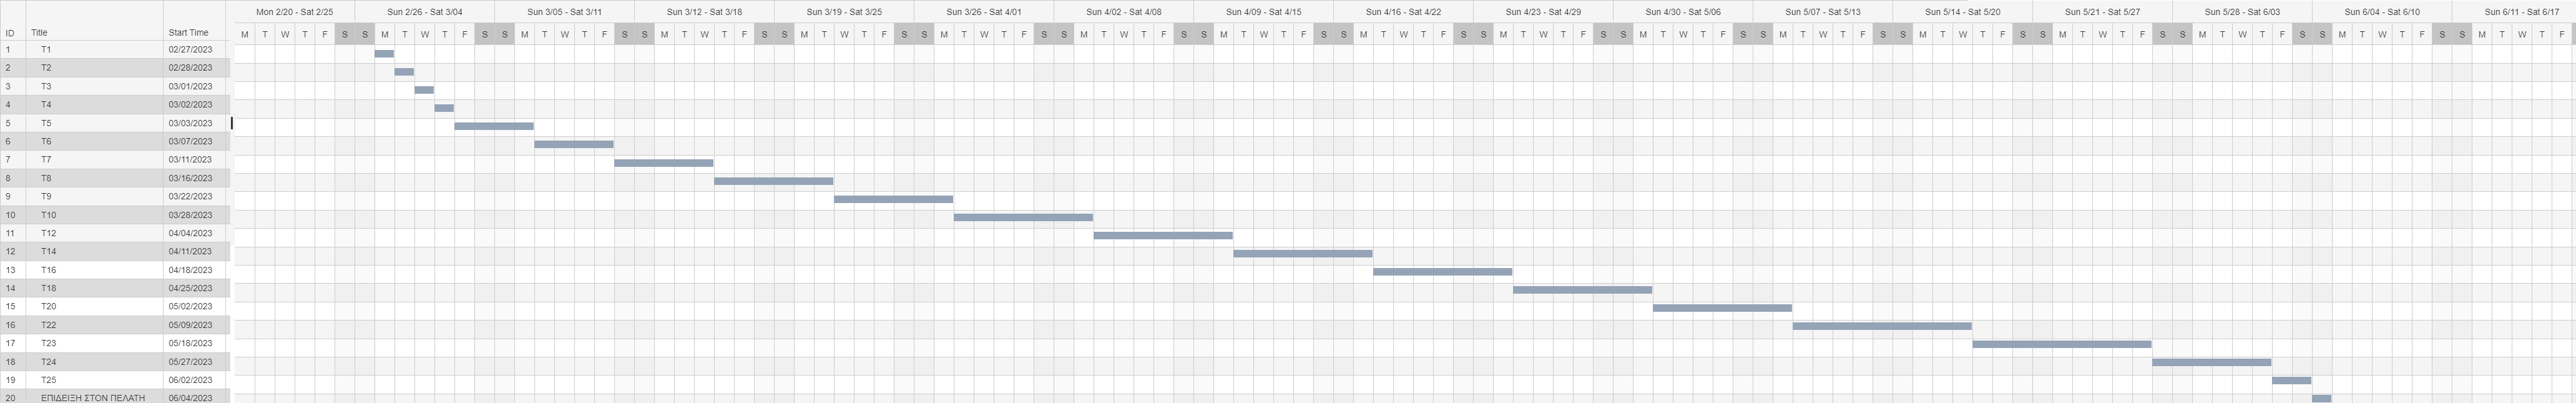 Mon 2/20 - Sat 2/25 Sun 2/26 - Sat 3/04 Sun 3/05 - Sat 3/11 Sun 3/12 - Sat 3/18 Sun 3/19 - Sat 3/25 Sun 3/26 - Sat 4/01 Sun 4/02 - Sat 4/08 Sun 4/09 - Sat 4/15 Sun 4/16 - Sat 4/22 Sun 4/23 - Sat 4/29 Sun 4/30 - Sat 5/06 Sun 5/07 - Sat 5/13 Sun 5/14 - Sat 5/20 Sun 5/21 - Sat 5/27 Sun 5/28 - Sat 6/03 Sun 6/04 - Sat 6/10 Sun 6/11 - Sat 6/17
ID Title Start Time M T W T F S S M T W T F S S M T W T F S S M T W T F S S M T W T F S S M T W T F S S M T W T F S S M T W T F S S M T W T F S S M T W T F S S M T W T F S S M T W T F S S M T W T F S S M T W T F S S M T W T F S S M T W T F S S M T W T F
1 T1 02/27/2023
2 T2 02/28/2023
3 T3 03/01/2023
4 T4 03/02/2023
5 T5 03/03/2023
6 T6 03/07/2023
7 T7 03/11/2023
8 T8 03/16/2023
9 T9 03/22/2023
10 T10 03/28/2023
11 T12 04/04/2023
12 T14 04/11/2023
13 T16 04/18/2023
14 T18 04/25/2023
15 T20 05/02/2023
16 T22 05/09/2023
17 T23 05/18/2023
18 T24 05/27/2023
19 T25 06/02/2023
20 ΕΠΙΔΕΙΞΗ ΣΤΟΝ ΠΕΛΑΤΗ 06/04/2023